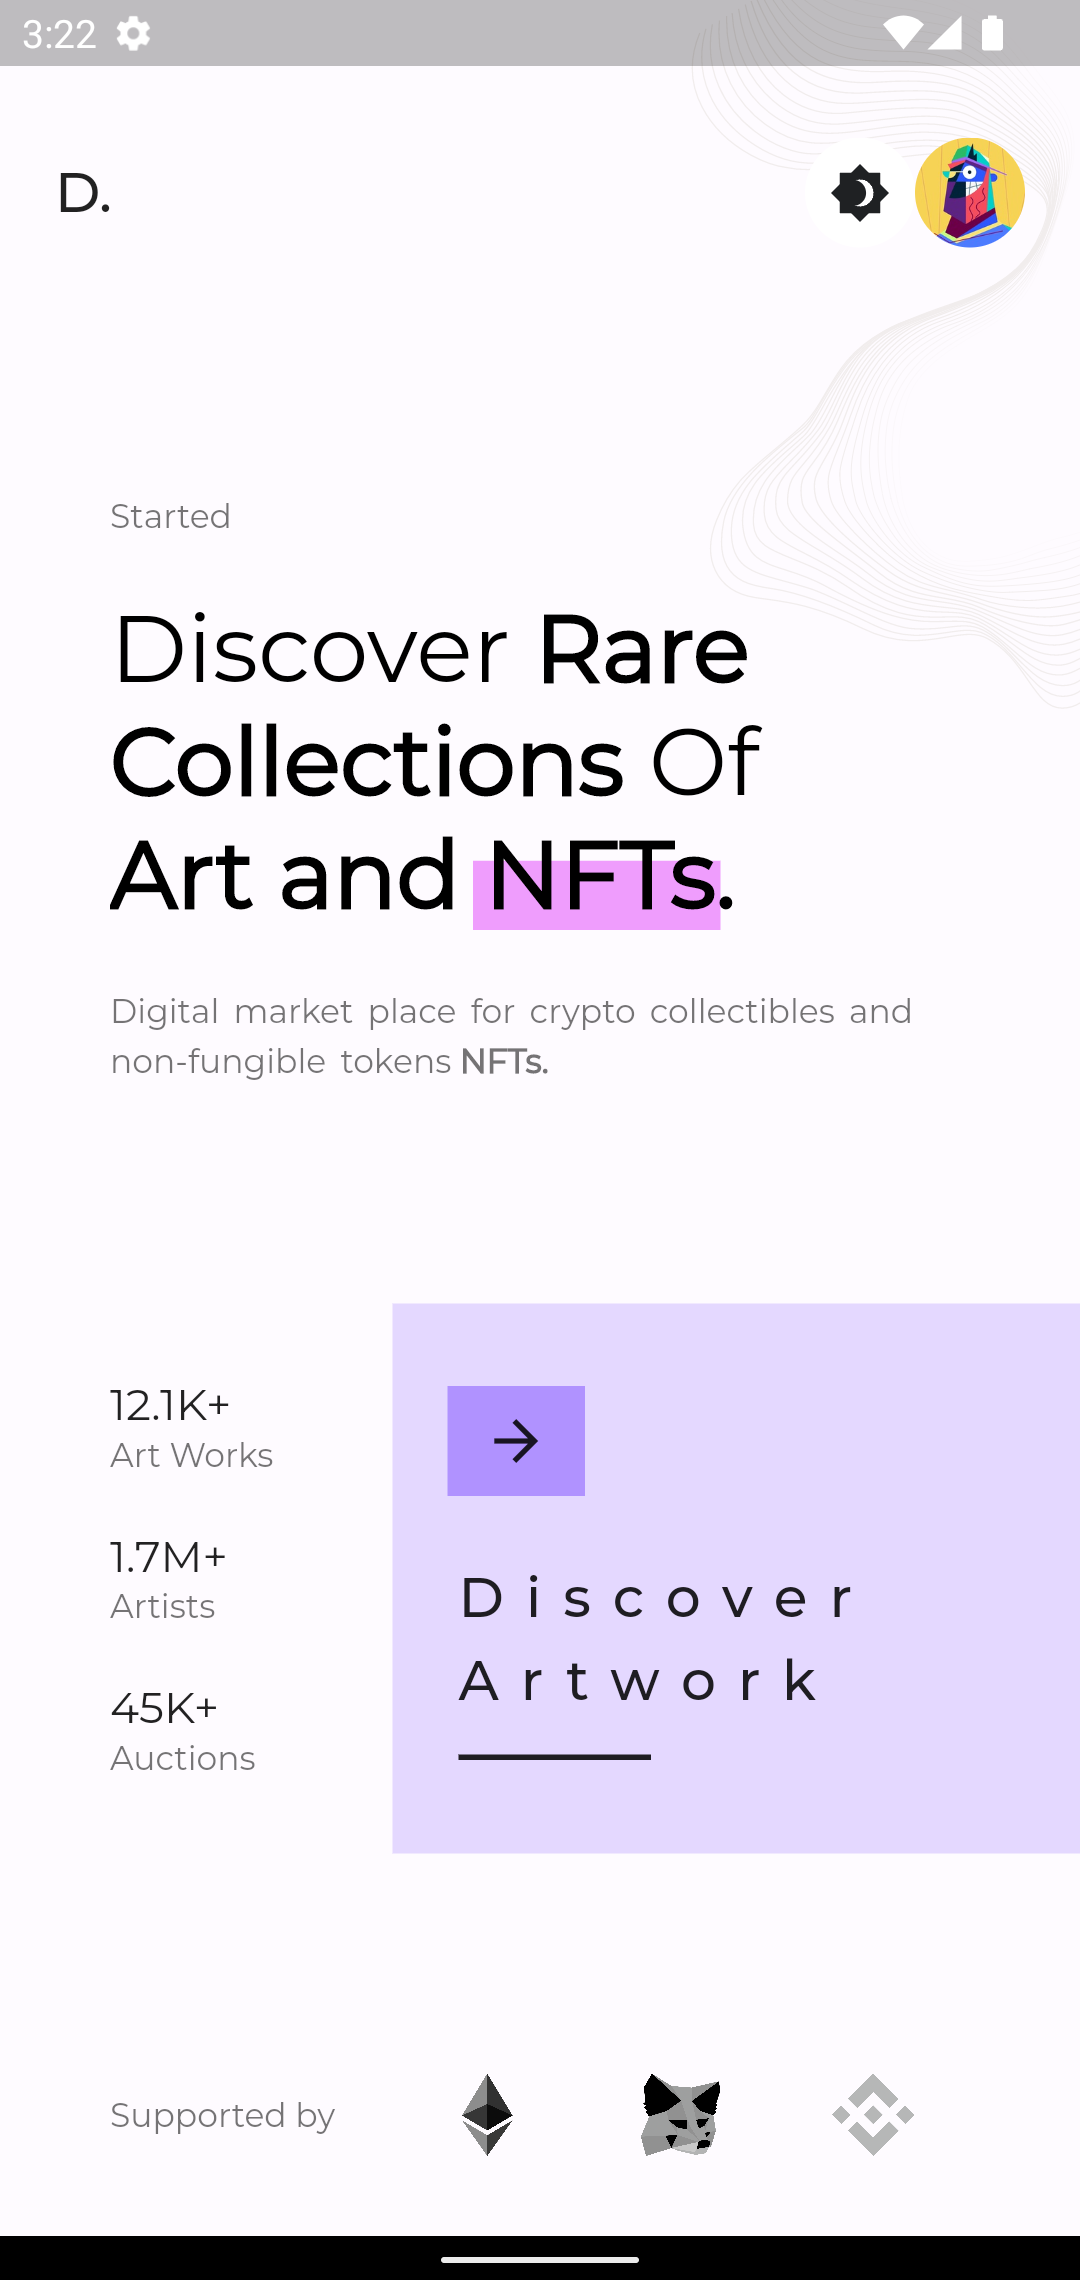 3:22
D.
Started
Discover Rare
Collections Of
Art and NFTs.
Digital market place for crypto collectibles and
non-fungible tokens NFTs.
12.1K+
Art Works
1.7M+
Artists
45K+
Auctions
Discover
Artwork
Supported by